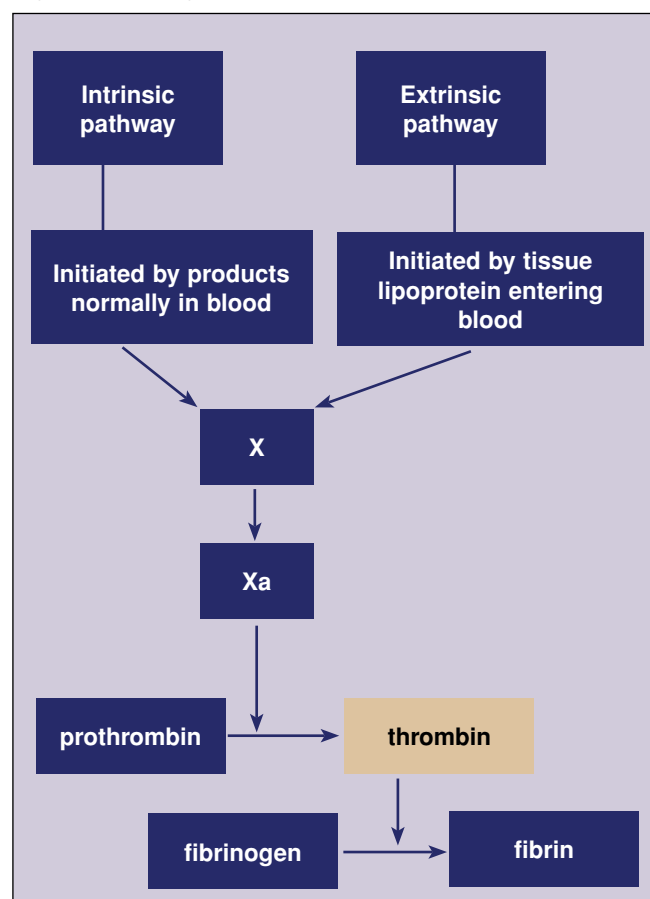 Intrinsic
pathway
Extrinsic
pathway
Initiated by products
normally in blood
Initiated by tissue
lipoprotein entering
blood
X
Xa
prothrombin
thrombin
fibrinogen
fibrin